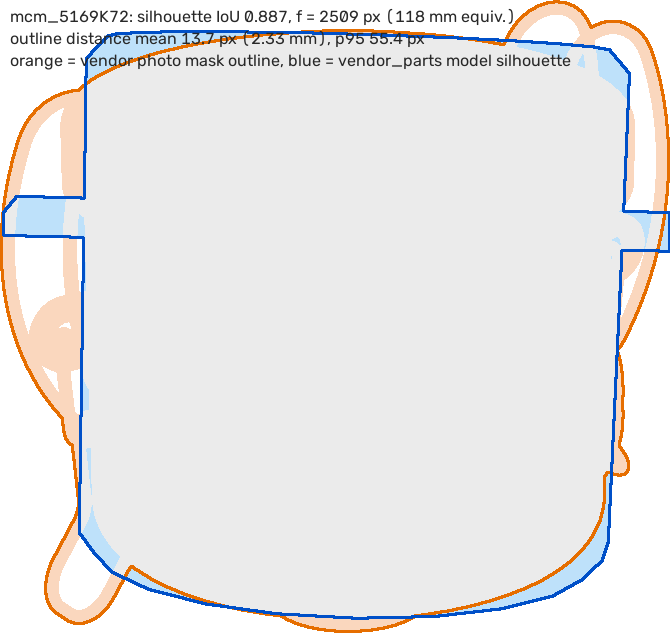 mcm_5169K72: silhouette IoU 0.887, f = 2509 px (118 mm equiv.)
outline distance mean 13.7 px (2.33 mm), p95 55.4 px
orange = vendor photo mask outline, blue = vendor_parts model silhouette